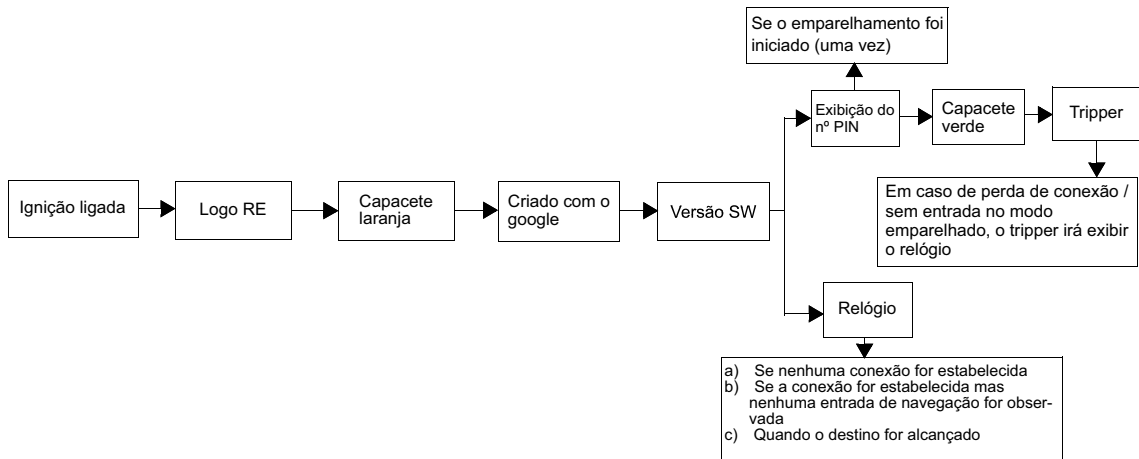 Se o emparelhamento foi
iniciado (uma vez)
Exibição do
nº PIN
Capacete
verde
Tripper
Ignição ligada
Logo RE
Capacete
laranja
Criado com o
google
Versão SW
Em caso de perda de conexão /
sem entrada no modo
emparelhado, o tripper irá exibir
o relógio
Relógio
a) Se nenhuma conexão for estabelecida
b) Se a conexão for estabelecida mas
nenhuma entrada de navegação for obser-
vada
c) Quando o destino for alcançado